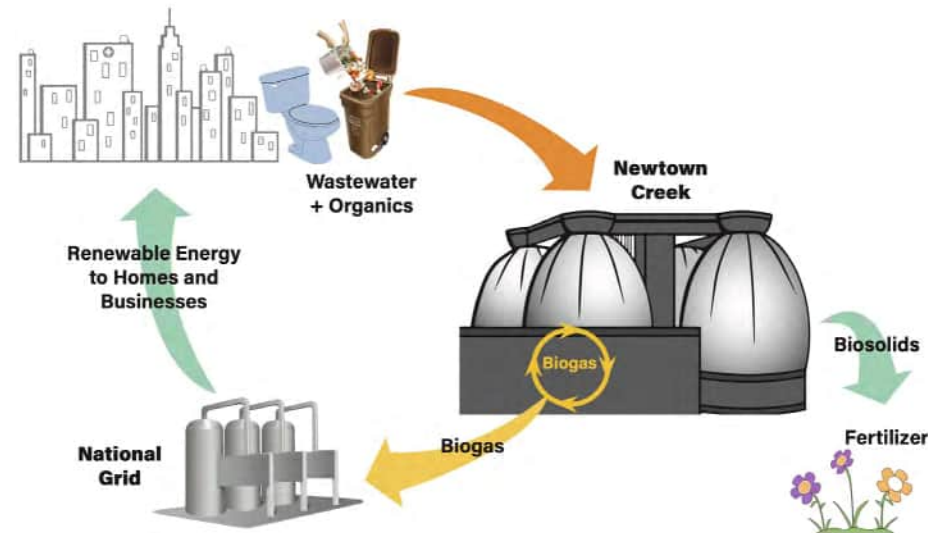 Wastewater
+ Organics
Newtown
Creek
Renewable Energy
to Homes and
Businesses
Biogas
Biosolids
Biogas
National
Grid
Fertilizer